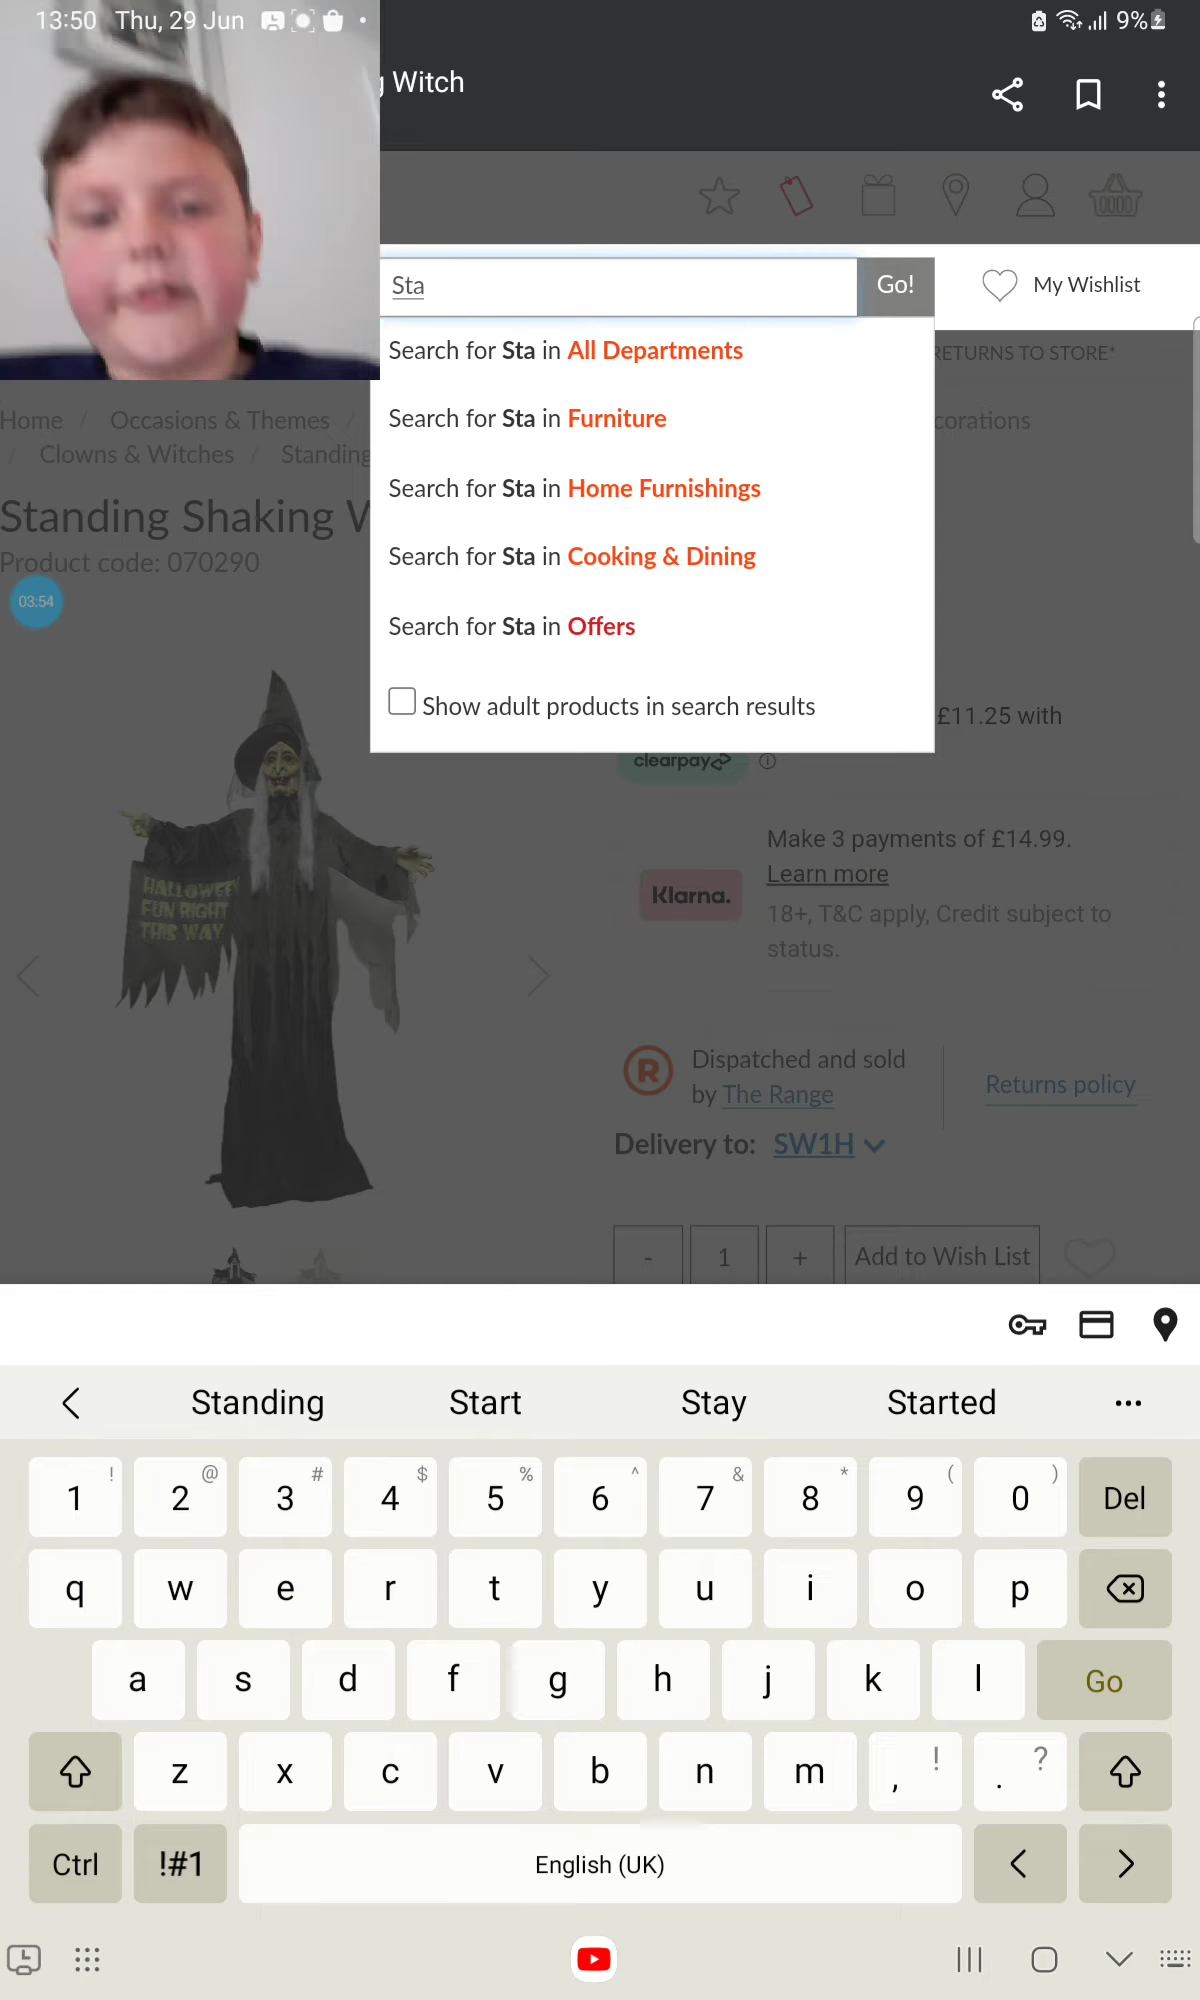 13:50 Thu, 29 Jun
9%
Witch
Sta
Go!
My Wishlist
Search for Sta in All Departments
RETURNS TO STORE*
Search for Sta in Furniture
Home / Occasions & Themes /
corations
/ Clowns & Witches / Standing
Search for Sta in Home Furnishings
Standing Shaking W
Product code: 070290
Search for Sta in Cooking & Dining
03:54
Search for Sta in Offers
Show adult products in search results
£11.25 with
clearpay
Make 3 payments of £14.99.
Learn more
Klarna.
18+, T&C apply, Credit subject to
status.
HALLOWEE
FUN RIGHT
THIS WAY
R
Dispatched and sold
by The Range
Returns policy
Delivery to: SW1H
- 1 + Add to Wish List
Standing Start Stay Started ...
! @ # $ % ^ & * ( )
1 2 3 4 5 6 7 8 9 0 Del
q w e r t y u i o p
a s d f g h j k l Go
z x c v b n m , ! . ?
Ctrl !#1 English (UK) < >